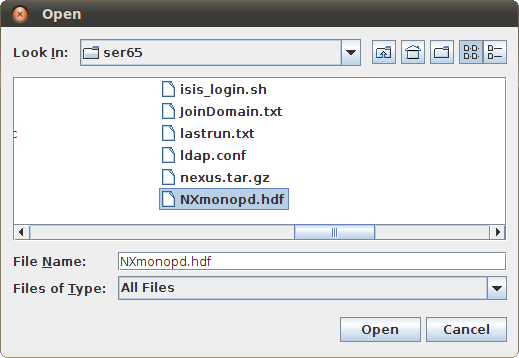 Open
Look In: ser65
isis_login.sh
JoinDomain.txt
lastrun.txt
ldap.conf
nexus.tar.gz
NXmonopd.hdf
c
File Name: NXmonopd.hdf
Files of Type: All Files
Open Cancel